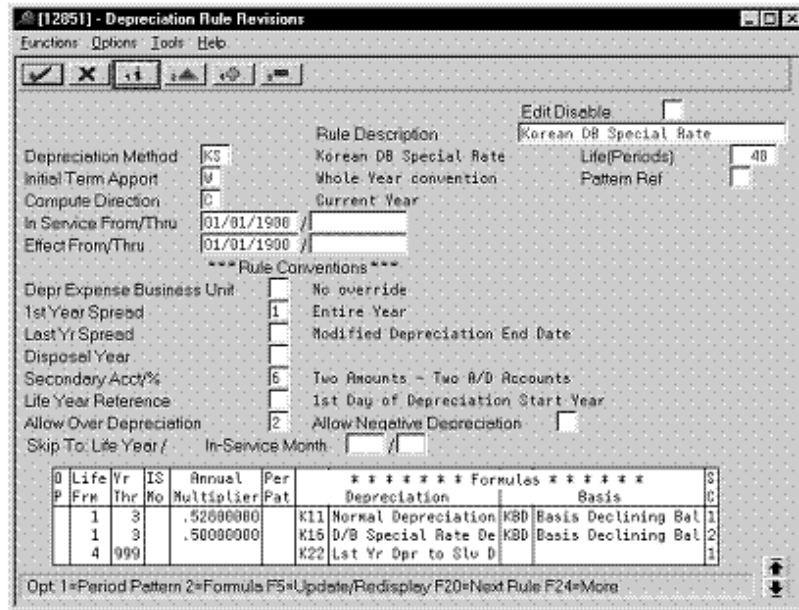 [12851] - Depreciation Rule Revisions
Functions Options Tools Help
Edit Disable
Rule Description Korean DB Special Rate
Depreciation Method KS Korean DB Special Rate Life(Periods) 48
Initial Term Apport W Whole Year convention Pattern Ref
Compute Direction C Current Year
In Service From/Thru 01/01/1900 /
Effect From/Thru 01/01/1900 /
***Rule Conventions***
Depr Expense Business Unit No override
1st Year Spread 1 Entire Year
Last Yr Spread Modified Depreciation End Date
Disposal Year
Secondary Acct/% 6 Two Amounts - Two A/D Accounts
Life Year Reference 1st Day of Depreciation Start Year
Allow Over Depreciation 2 Allow Negative Depreciation
Skip To: Life Year / In-Service Month /
O Life Yr IS Annual Per * * * * * * * Formulas * * * * * * S
P Frm Thr Mo Multiplier Pat Depreciation Basis C
1 3 .52800000 K11 Normal Depreciation KBD Basis Declining Bal 1
1 3 .50000000 K16 D/B Special Rate De KBD Basis Declining Bal 2
4 999 K22 Lst Yr Dpr to Slv D 1
Opt: 1=Period Pattern 2=Formula F5=Update/Redisplay F20=Next Rule F24=More